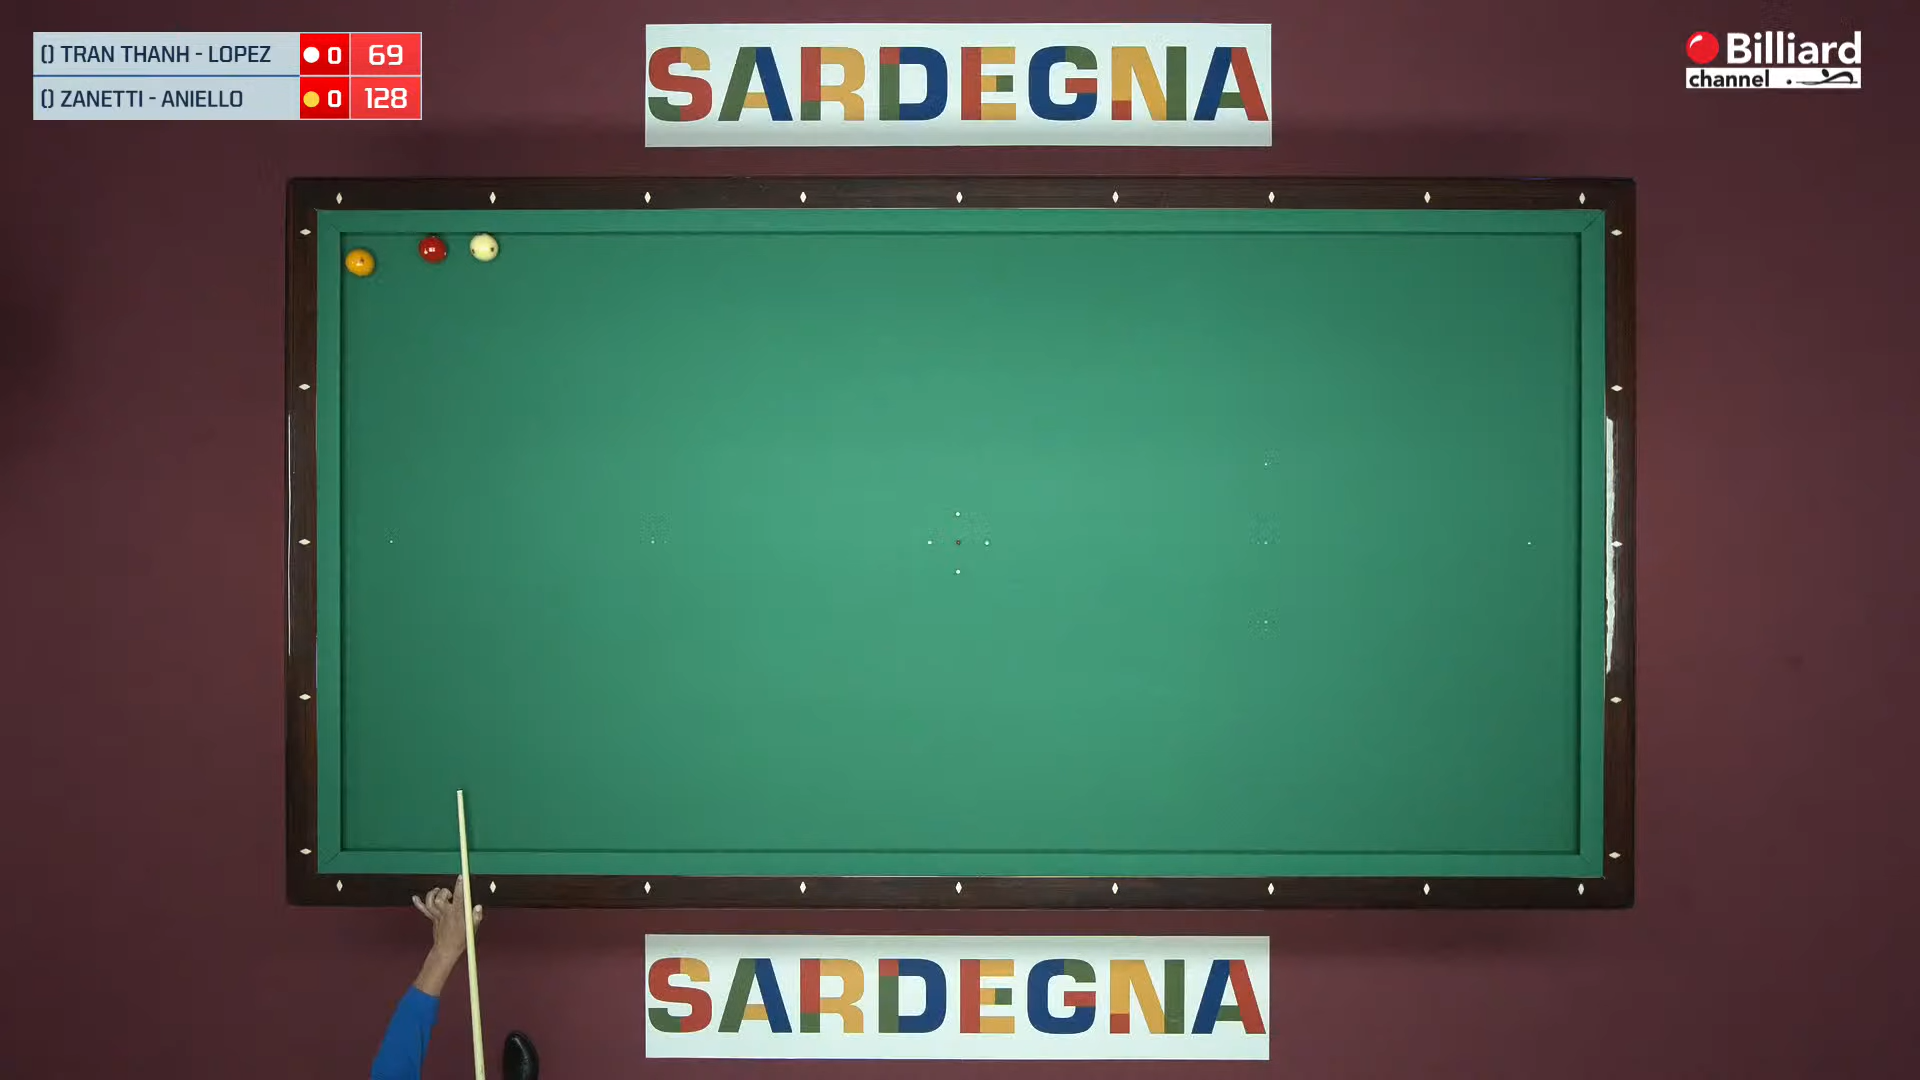 () TRAN THANH - LOPEZ 0 69
() ZANETTI - ANIELLO 0 128
SARDEGNA
Billiard
channel
SARDEGNA